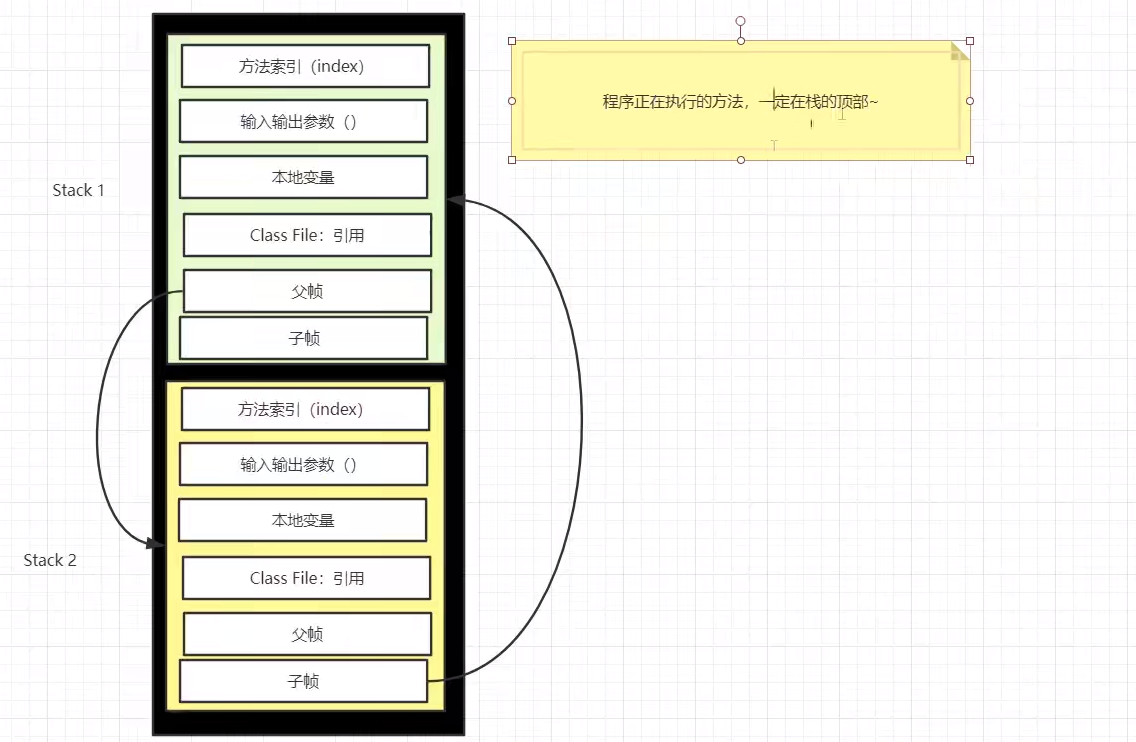 方法索引（index）
输入输出参数（）
本地变量
Class File：引用
父帧
子帧
Stack 1
方法索引（index）
输入输出参数（）
本地变量
Class File：引用
父帧
子帧
Stack 2
程序正在执行的方法，一定在栈的顶部~